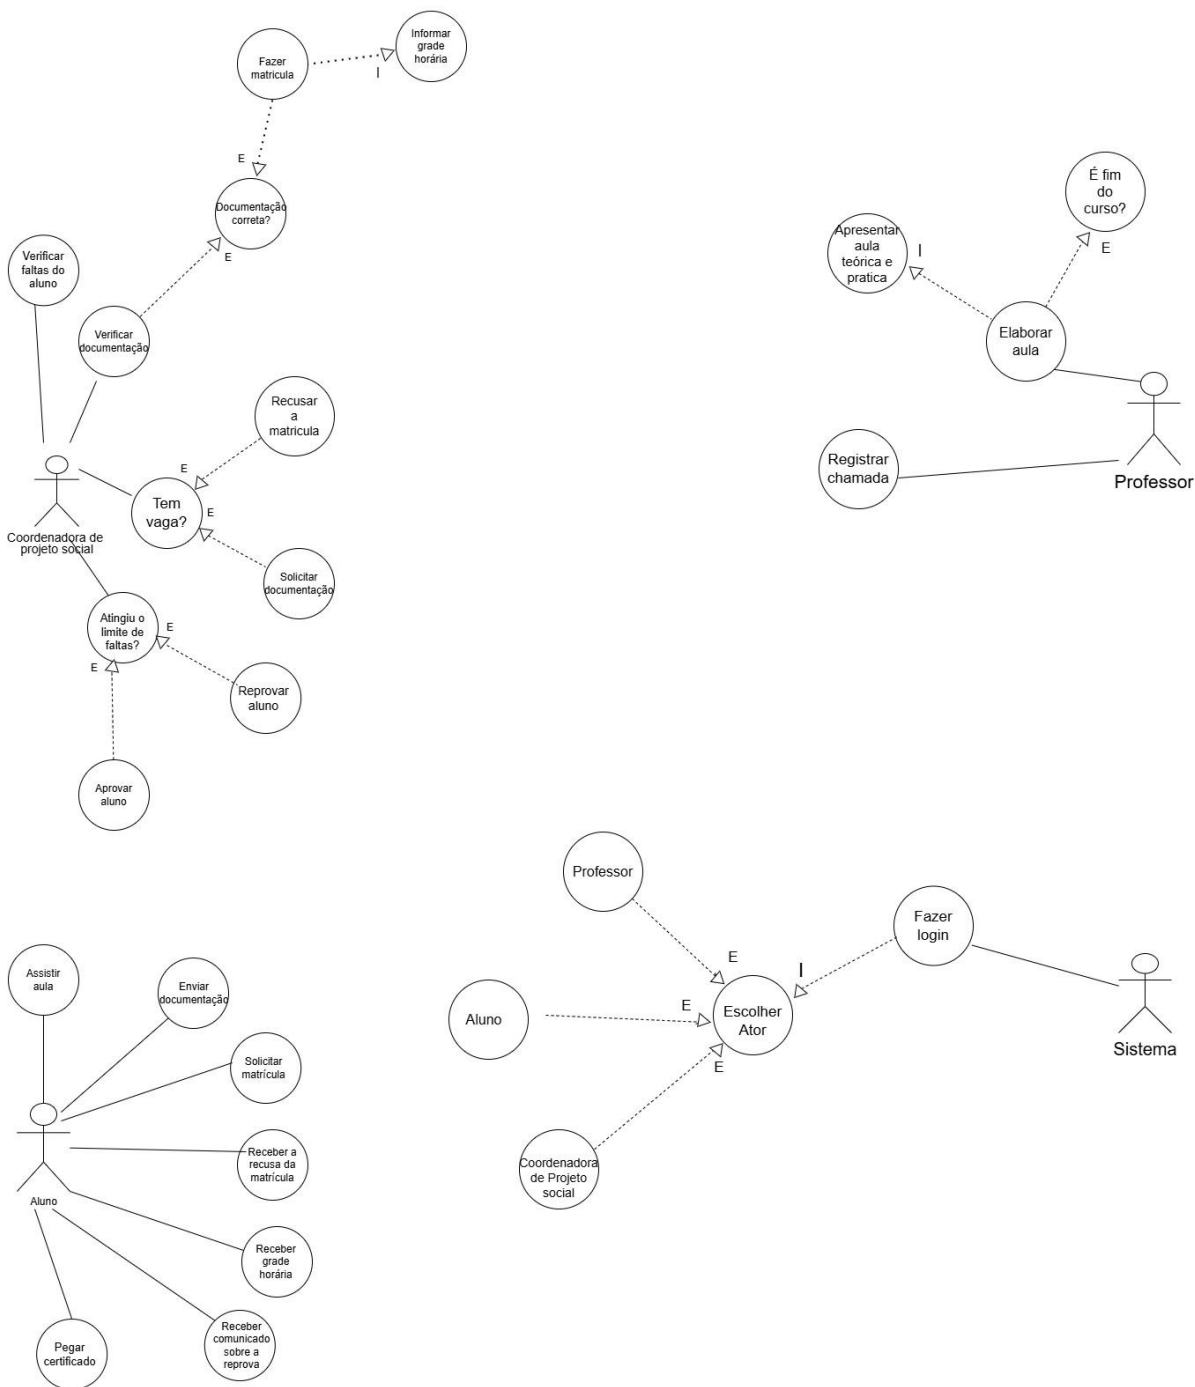 Informar
grade
horária
Fazer
matricula
I
E
Documentação
correta?
E
Verificar
faltas do
aluno
Verificar
documentação
Recusar
a
matricula
E
Tem
vaga?
E
Coordenadora de
projeto social
Solicitar
documentação
Atingiu o
limite de
faltas?
E
E
Reprovar
aluno
Aprovar
aluno
É fim
do
curso?
Apresentar
aula
teórica e
pratica
I
E
Elaborar
aula
Registrar
chamada
Professor
Professor
Fazer
login
E
I
Aluno
E
Escolher
Ator
E
Sistema
Coordenadora
de Projeto
social
Assistir
aula
Enviar
documentação
Solicitar
matrícula
Receber a
recusa da
matrícula
Aluno
Receber
grade
horária
Pegar
certificado
Receber
comunicado
sobre a
reprova